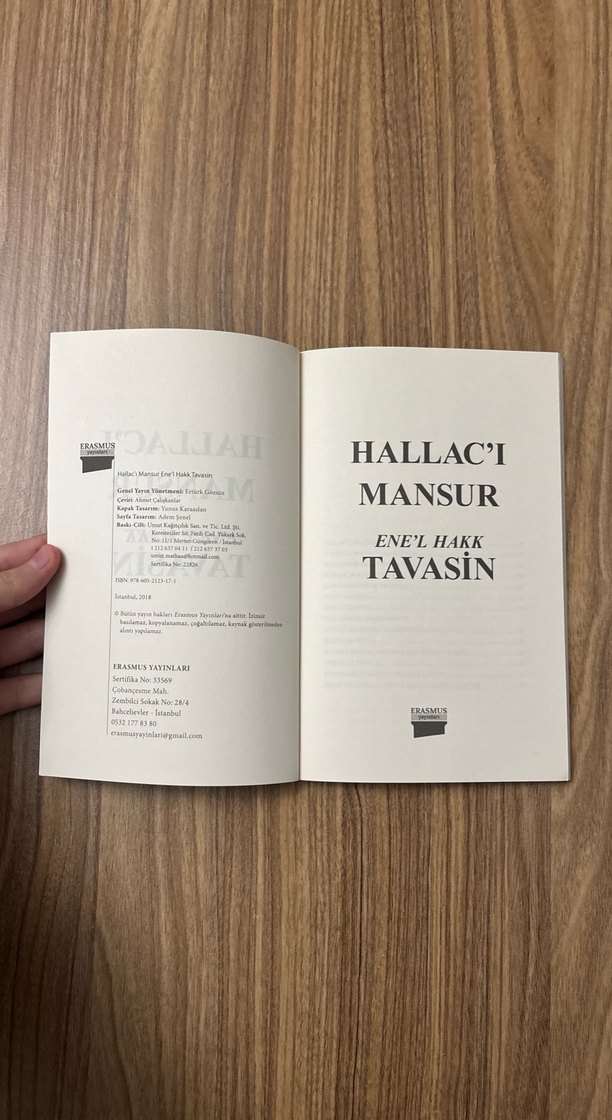 ERASMUS
yayınları
Hallac'ı Mansur Ene'l Hakk Tavasin
Genel Yayın Yönetmeni: Ertürk Gözsüz
Çeviri: Ahmet Çalışkanlar
Kapak Tasarım: Yunus Karaaslan
Sayfa Tasarım: Adem Şenel
Baskı-Cilt: Umut Kağıtçılık San. ve Tic. Ltd. Şti.
Keresteciler Sit. Fatih Cad. Yüksek Sok.
No: 11/1 Merter-Güngören / İstanbul
t 212 637 04 11 f 212 637 37 03
umut.matbaa@hotmail.com
Sertifika No: 22826
ISBN: 978-605-2123-17-1
İstanbul, 2018
© Bütün yayın hakları Erasmus Yayınları'na aittir. İzinsiz
basılamaz, kopyalanamaz, çoğaltılamaz, kaynak gösterilmeden
alıntı yapılamaz.
ERASMUS YAYINLARI
Sertifika No: 33569
Çobançesme Mah.
Zembilci Sokak No: 28/4
Bahcelievler - İstanbul
0532 177 83 80
erasmusyayinlari@gmail.com
HALLAC'I
MANSUR
ENE'L HAKK
TAVASİN
ERASMUS
yayınları